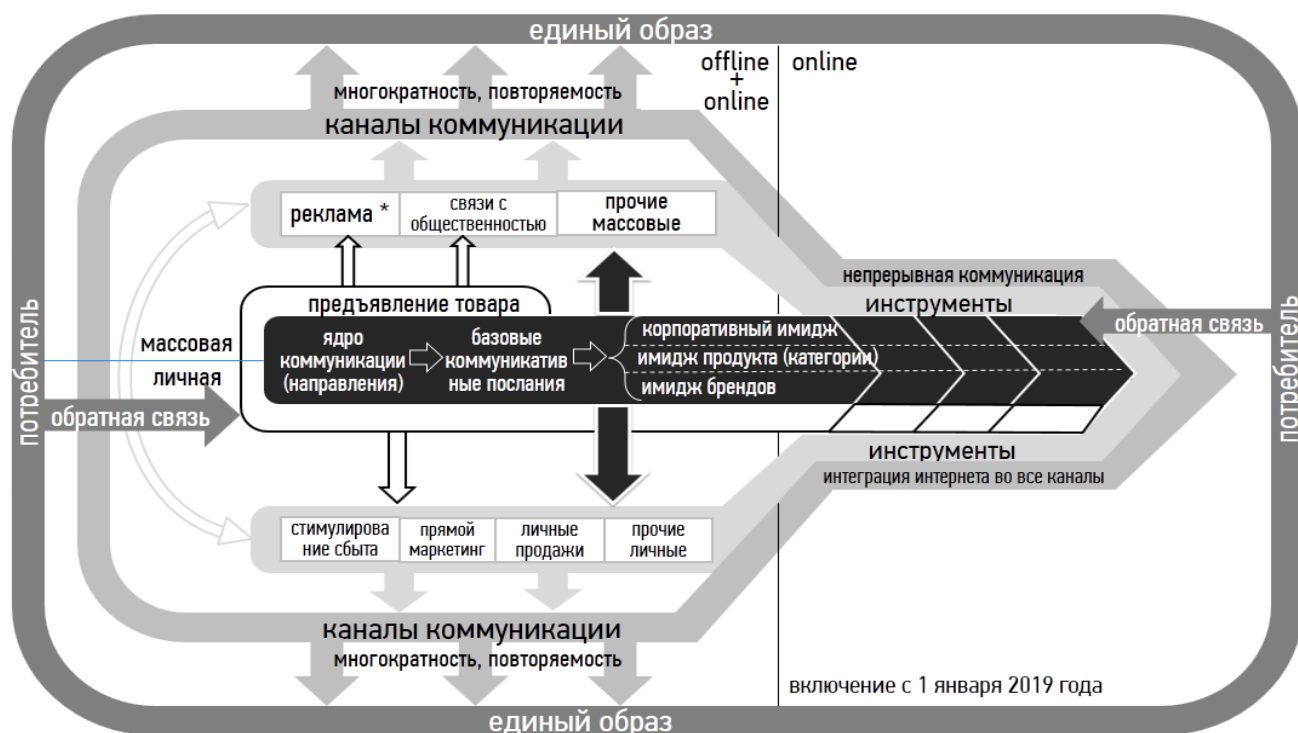 единый образ
offline
+
online
online
многократность, повторяемость
каналы коммуникации
реклама *
связи с
общественностью
прочие
массовые
непрерывная коммуникация
инструменты
предъявление товара
потребитель
массовая
личная
обратная связь
ядро
коммуникации
(направления)
базовые
коммуникатив
ные послания
корпоративный имидж
имидж продукта (категории)
имидж брендов
обратная связь
потребитель
инструменты
интеграция интернета во все каналы
стимулирова
ние сбыта
прямой
маркетинг
личные
продажи
прочие
личные
каналы коммуникации
многократность, повторяемость
включение с 1 января 2019 года
единый образ